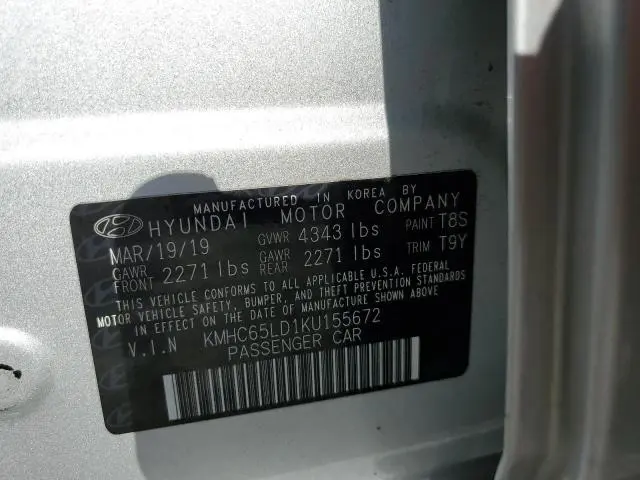 MANUFACTURED IN KOREA BY
HYUNDAI MOTOR COMPANY
MAR/19/19 GVWR 4343 lbs PAINT T8S
GAWR FRONT 2271 lbs GAWR REAR 2271 lbs TRIM T9Y
THIS VEHICLE CONFORMS TO ALL APPLICABLE U.S.A. FEDERAL
MOTOR VEHICLE SAFETY, BUMPER, AND THEFT PREVENTION STANDARDS
IN EFFECT ON THE DATE OF MANUFACTURE SHOWN ABOVE
V.I.N KMHC65LD1KU155672
PASSENGER CAR